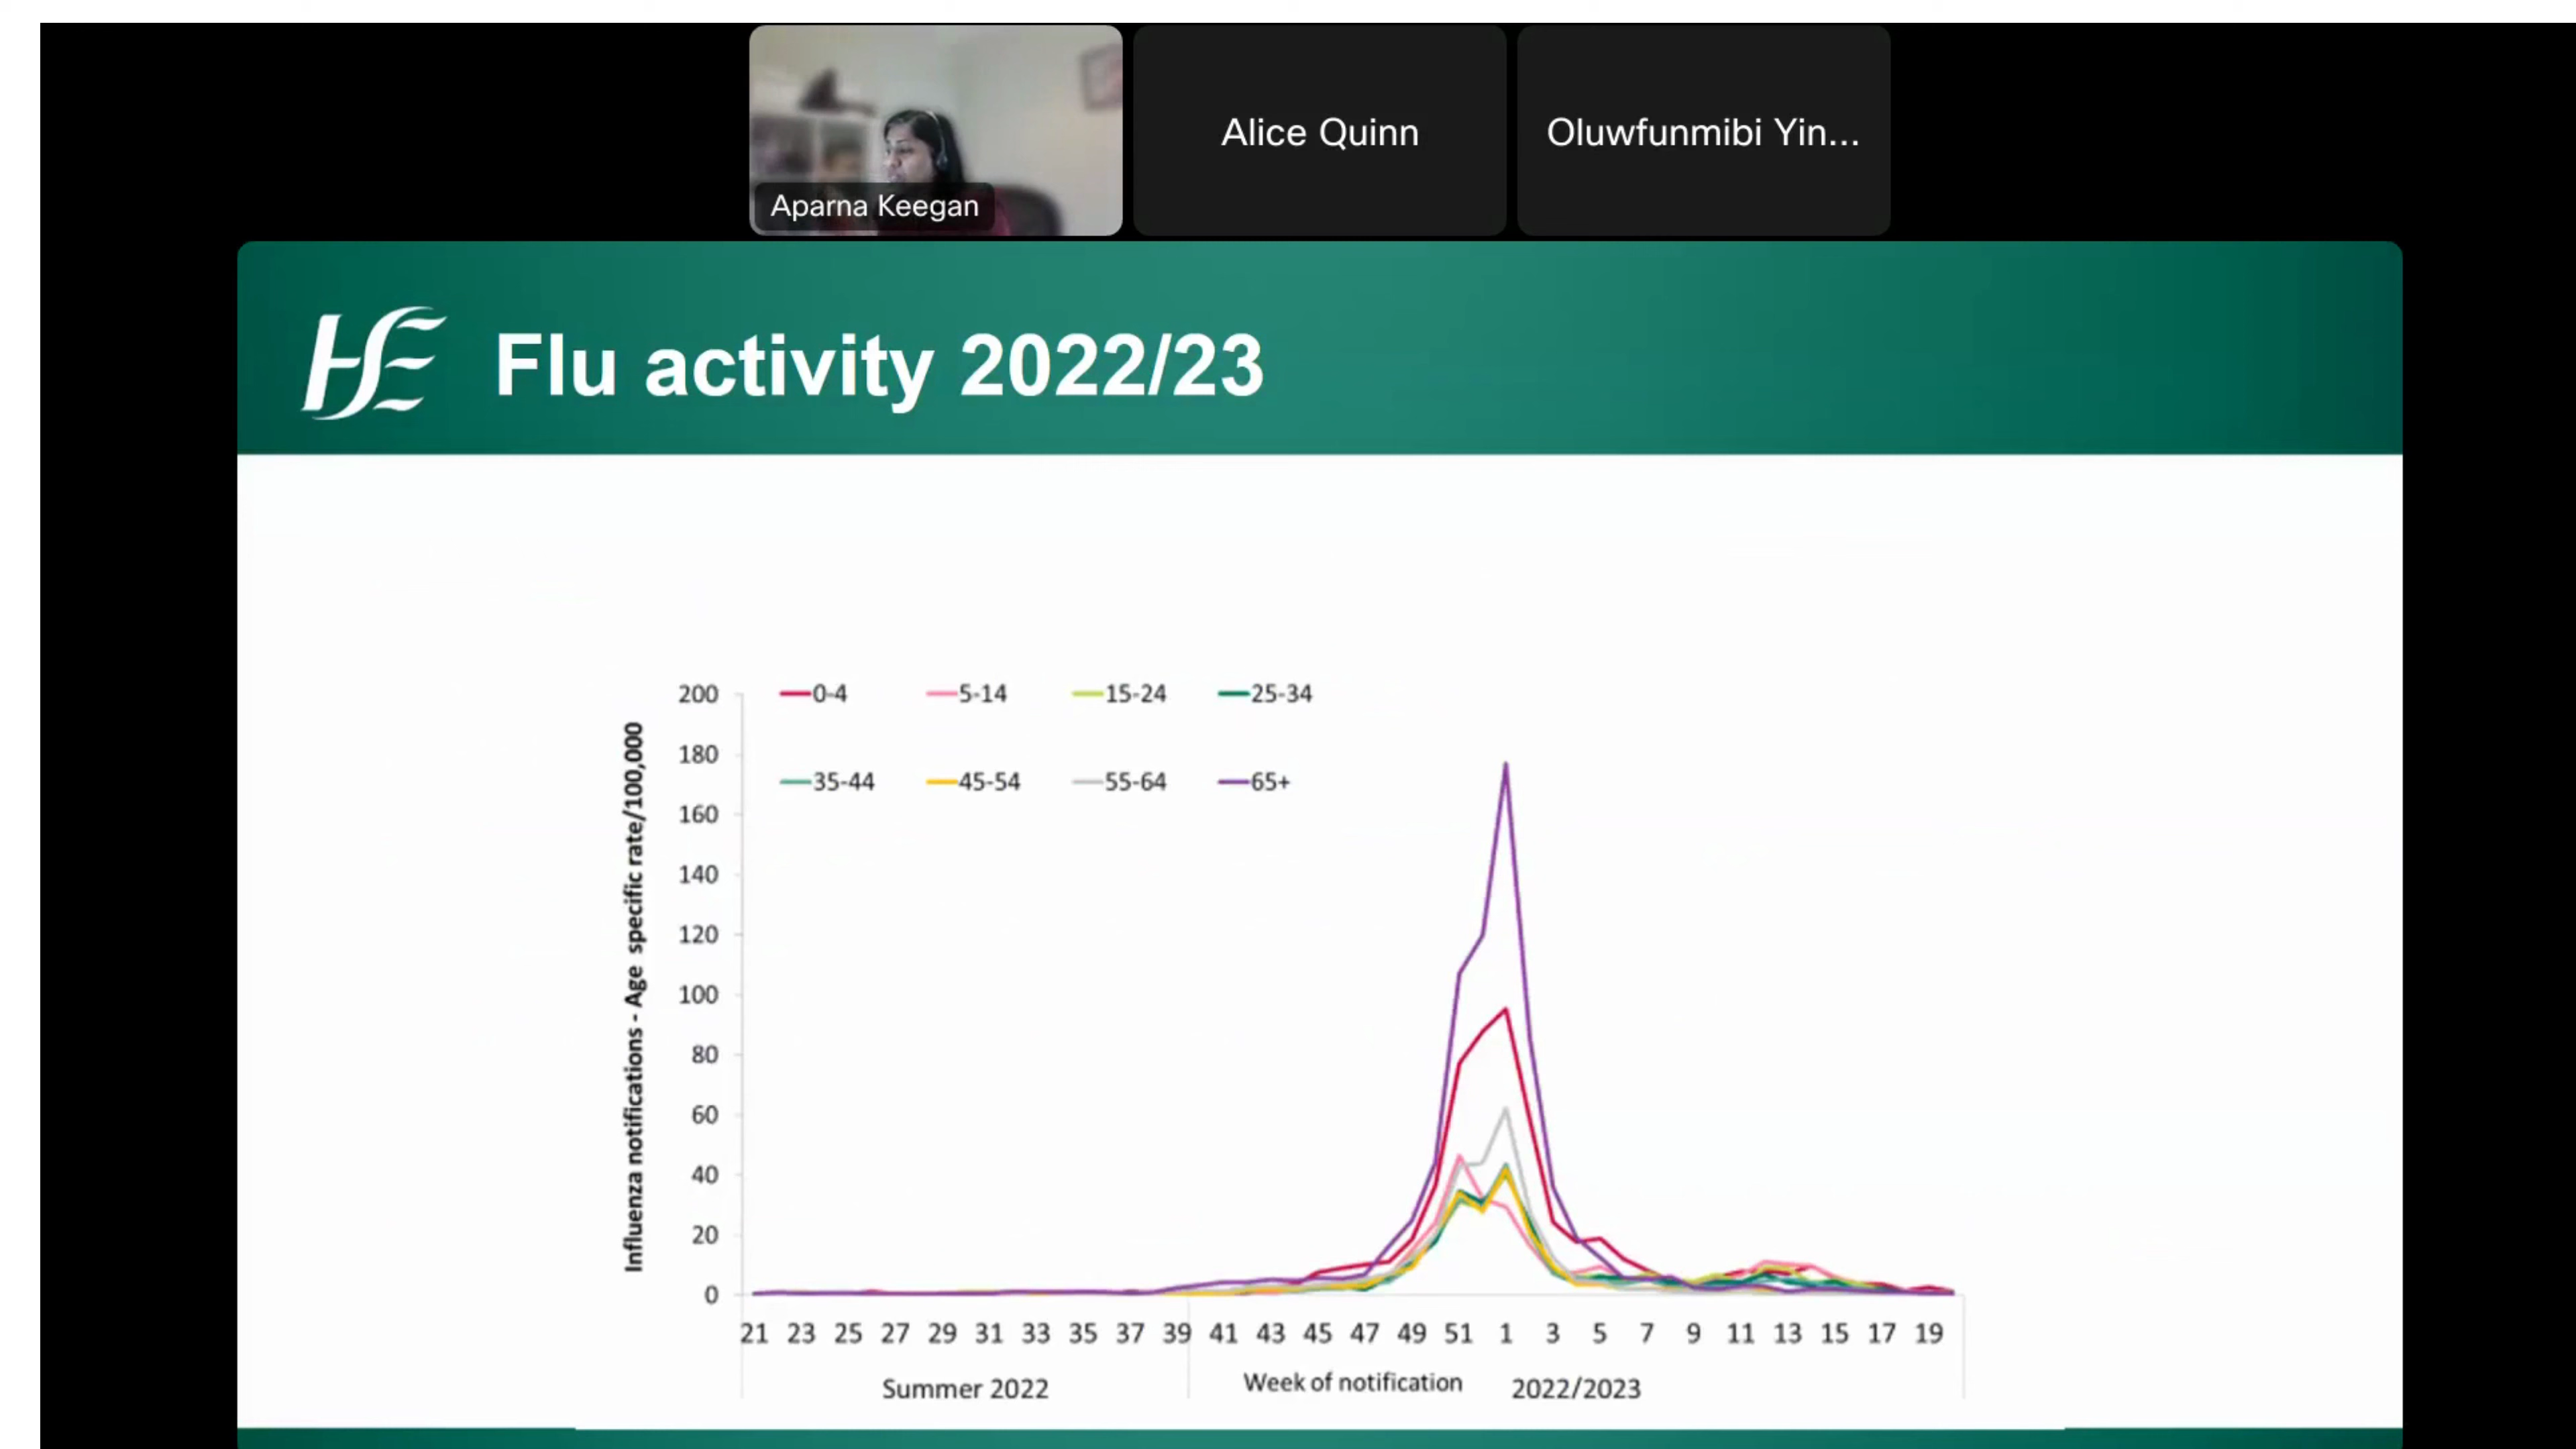 Aparna Keegan
Alice Quinn
Oluwfunmibi Yin...
HSE
Flu activity 2022/23
Influenza notifications - Age specific rate/100,000
200
180
160
140
120
100
80
60
40
20
0
0-4 5-14 15-24 25-34
35-44 45-54 55-64 65+
21 23 25 27 29 31 33 35 37 39 41 43 45 47 49 51 1 3 5 7 9 11 13 15 17 19
Week of notification
Summer 2022 2022/2023